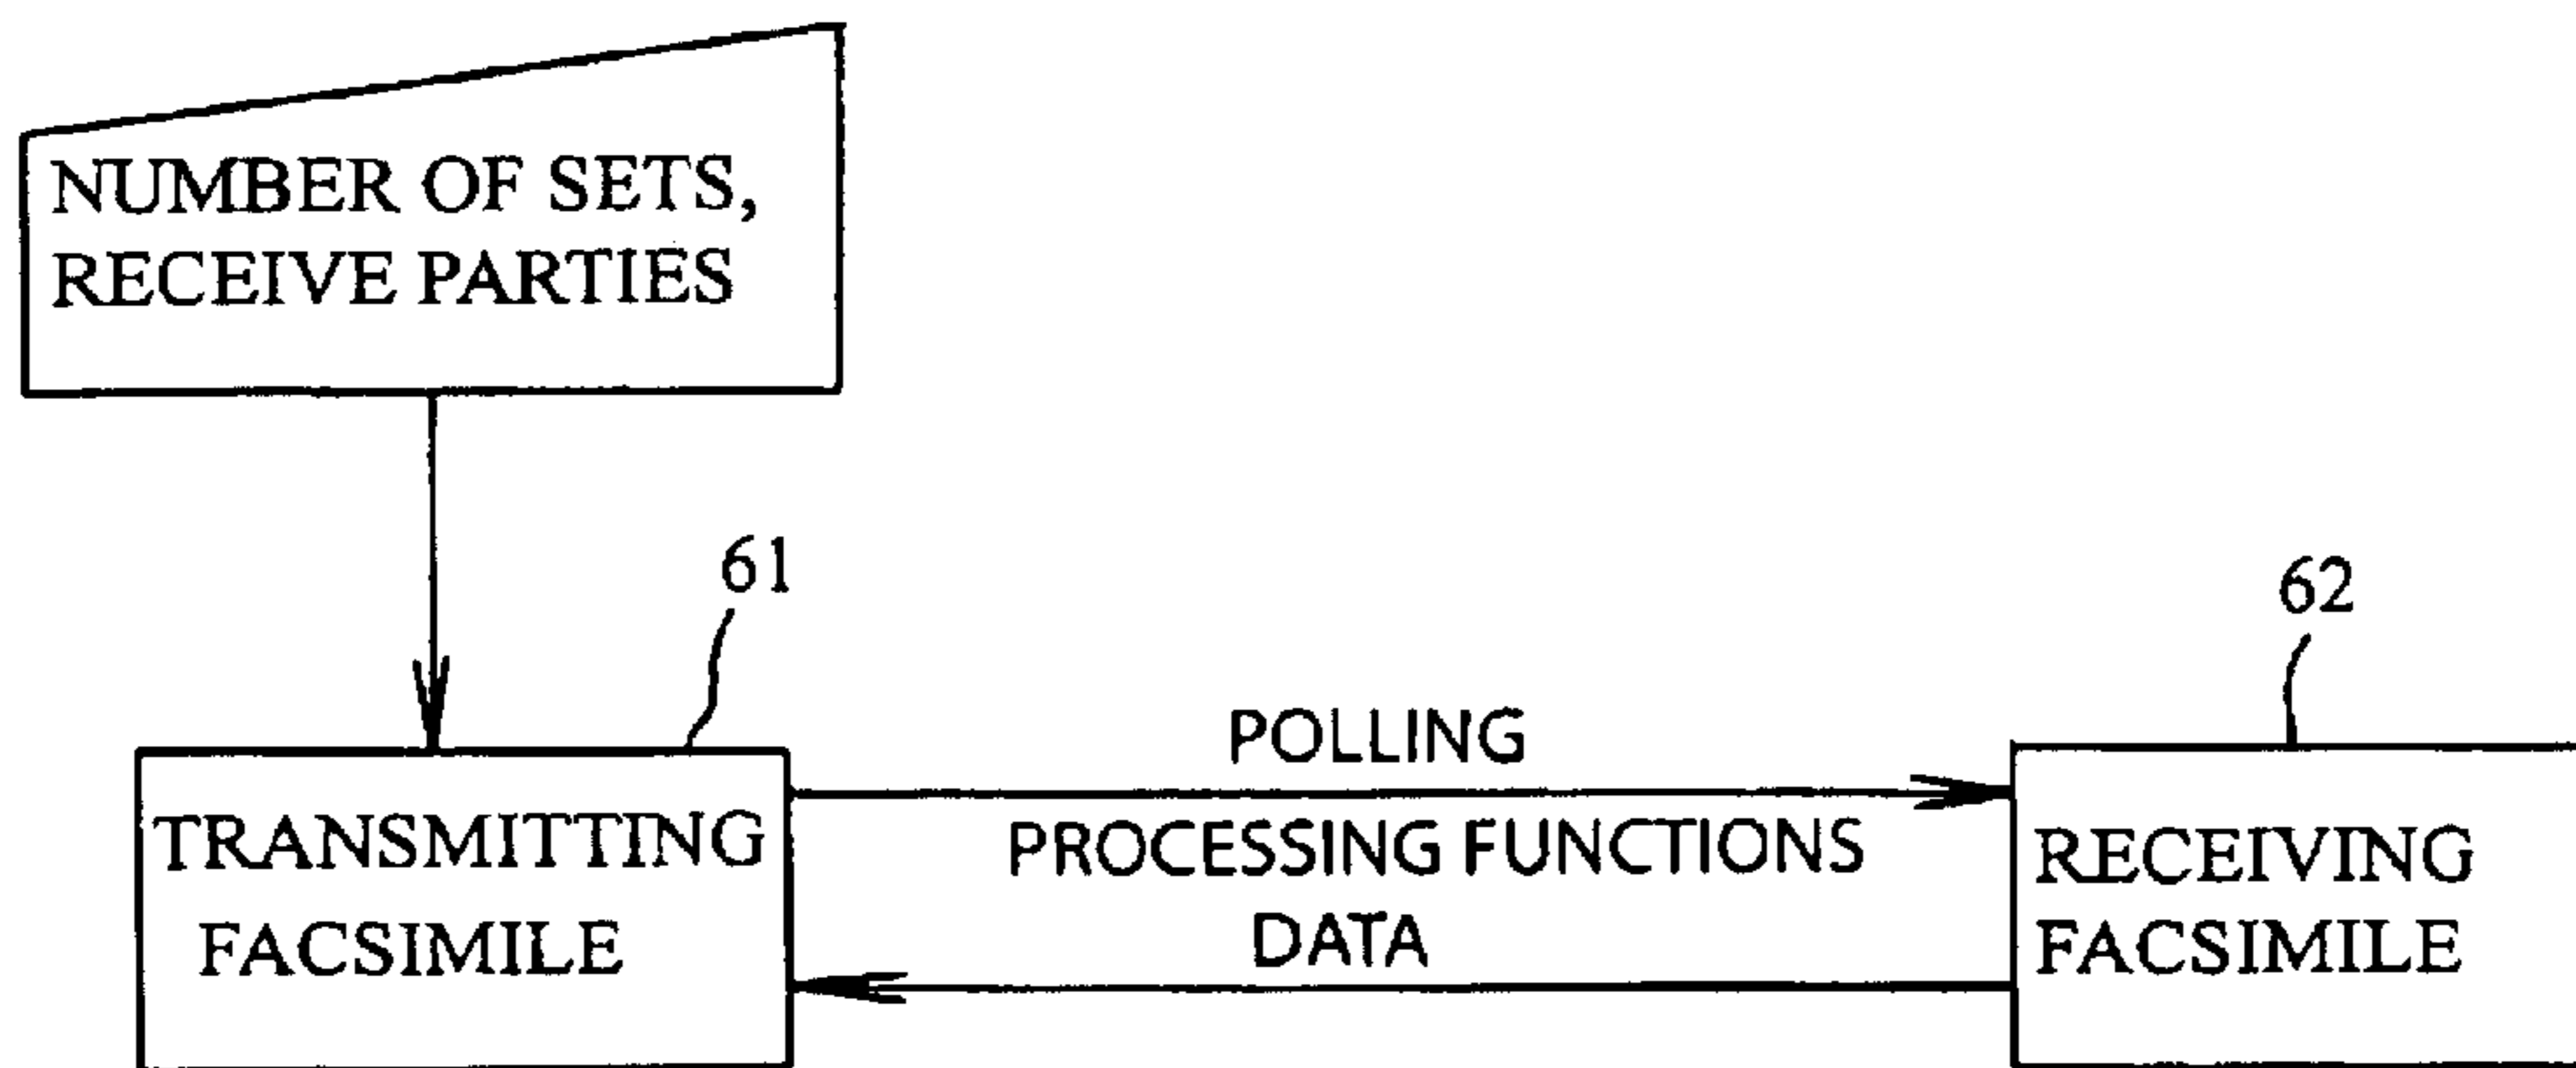 NUMBER OF SETS,
RECEIVE PARTIES
61
62
POLLING
TRANSMITTING
FACSIMILE
PROCESSING FUNCTIONS
DATA
RECEIVING
FACSIMILE